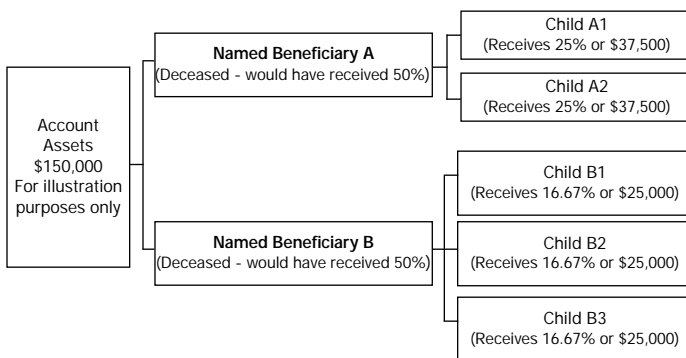 Account
Assets
$150,000
For illustration
purposes only
Named Beneficiary A
(Deceased - would have received 50%)
Child A1
(Receives 25% or $37,500)
Child A2
(Receives 25% or $37,500)
Named Beneficiary B
(Deceased - would have received 50%)
Child B1
(Receives 16.67% or $25,000)
Child B2
(Receives 16.67% or $25,000)
Child B3
(Receives 16.67% or $25,000)